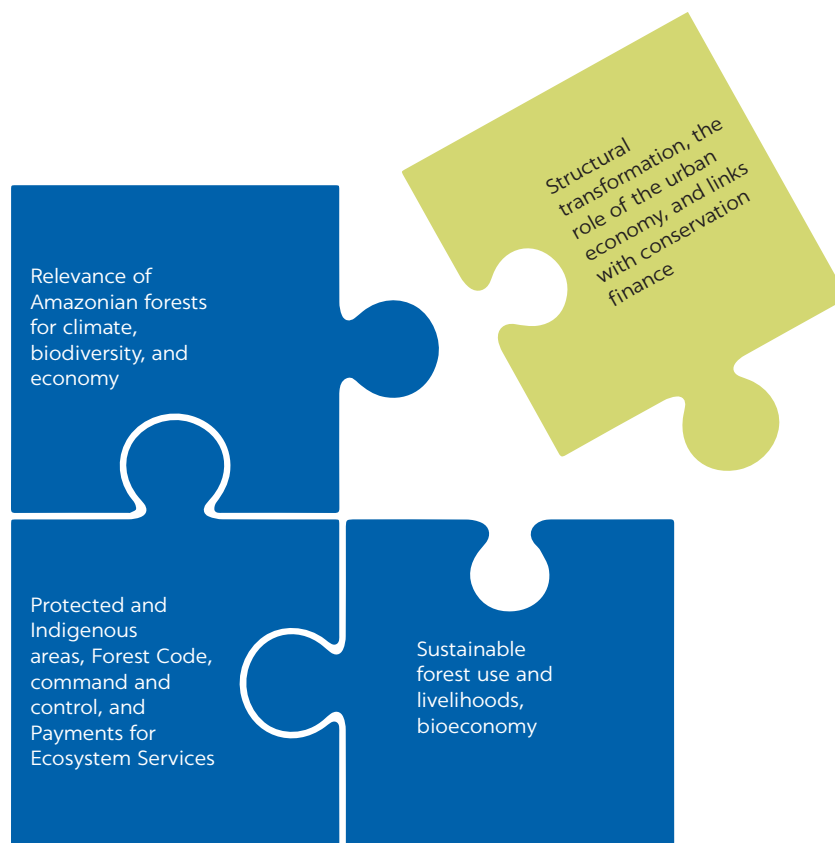 Structural
transformation, the
role of the urban
economy, and links
with conservation
finance
Relevance of
Amazonian forests
for climate,
biodiversity, and
economy
Protected and
Indigenous
areas, Forest Code,
command and
control, and
Payments for
Ecosystem Services
Sustainable
forest use and
livelihoods,
bioeconomy